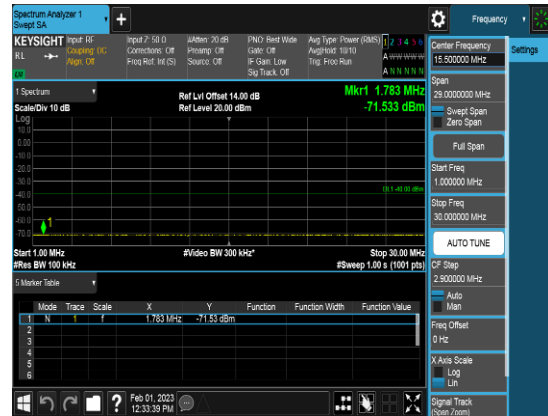 Spectrum Analyzer 1
Swept SA
Frequency
KEYSIGHT
RL
Input: RF
Coupling: DC
Align: Off
Input Z: 50 Ω
Corrections: Off
Freq Ref: Int (S)
#Atten: 20 dB
Preamp: Off
Source: Off
PNO: Best Wide
Gate: Off
IF Gain: Low
Sig Track: Off
Avg Type: Power (RMS)
Avg|Hold: 10/10
Trig: Free Run
1 2 3 4 5 6
A W W W W W
A N N N N N
1 Spectrum
Scale/Div 10 dB
Ref Lvl Offset 14.00 dB
Ref Level 20.00 dBm
Mkr1 1.783 MHz
-71.533 dBm
Log
10.0
0.00
-10.0
-20.0
-30.0
-40.0
-50.0
-60.0
-70.0
1
Start 1.00 MHz
#Res BW 100 kHz
#Video BW 300 kHz*
Stop 30.00 MHz
#Sweep 1.00 s (1001 pts)
5 Marker Table
Mode Trace Scale X Y Function Function Width Function Value
1 N 1 f 1.783 MHz -71.53 dBm
2
3
4
5
6
Feb 01, 2023
12:33:39 PM
Center Frequency
15.500000 MHz
Settings
Span
29.0000000 MHz
Swept Span
Zero Span
Full Span
Start Freq
1.000000 MHz
Stop Freq
30.000000 MHz
AUTO TUNE
CF Step
2.900000 MHz
Auto
Man
Freq Offset
0 Hz
X Axis Scale
Log
Lin
Signal Track
(Span Zoom)